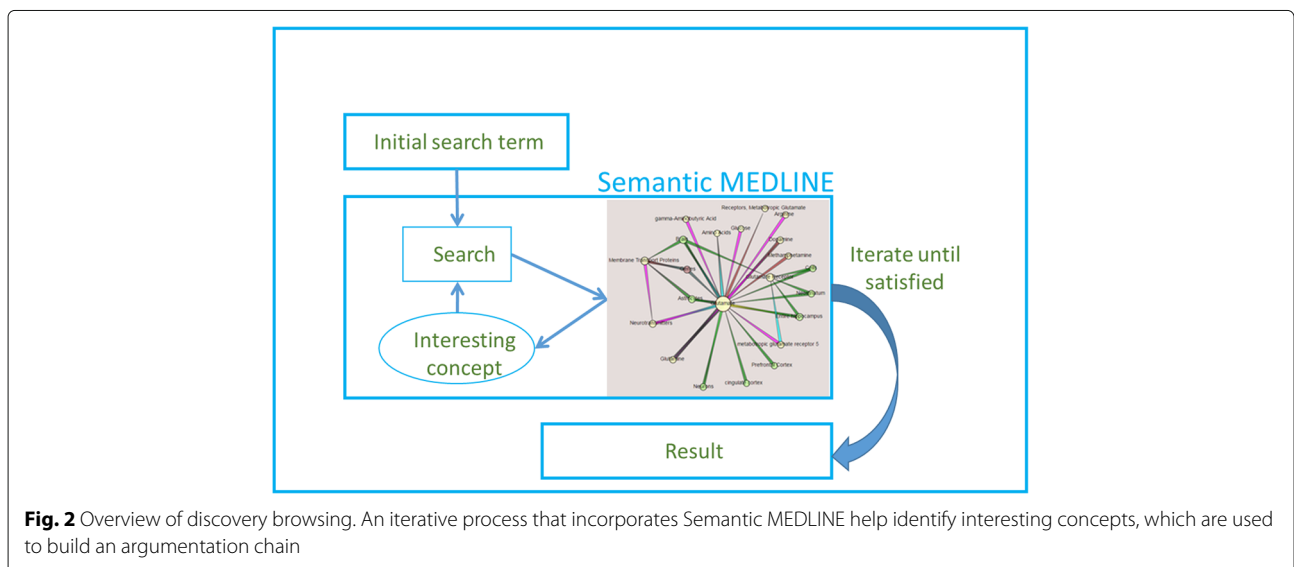 Initial search term
Semantic MEDLINE
Search
Interesting
concept
Receptors, Metabotropic Glutamate
Arginine
gamma-Aminobutyric Acid
Amino Acids
Membrane Transport Proteins
metabotropic glutamate receptor 5
Prefrontal Cortex
cingulate cortex
Neurons
Iterate until
satisfied
Result
Fig. 2 Overview of discovery browsing. An iterative process that incorporates Semantic MEDLINE help identify interesting concepts, which are used
to build an argumentation chain